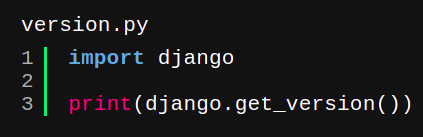 version.py
1 import django
2
3 print(django.get_version())